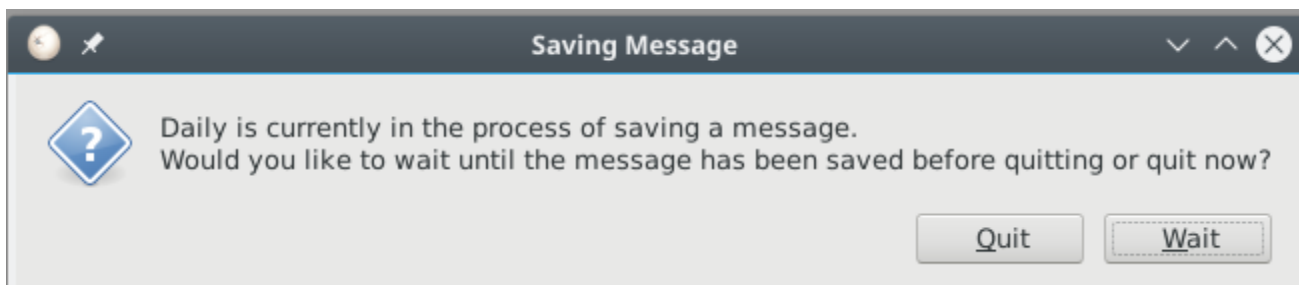 Saving Message
Daily is currently in the process of saving a message.
Would you like to wait until the message has been saved before quitting or quit now?
Quit
Wait